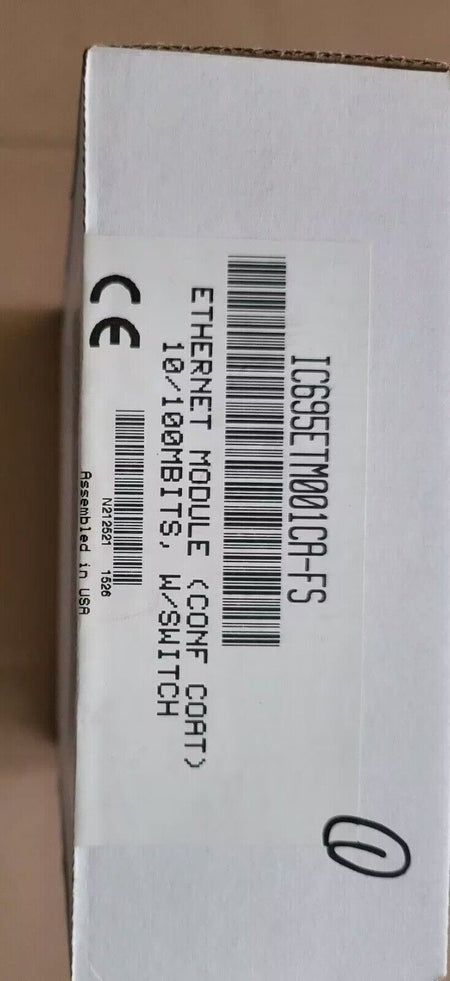 IC695ETM001CA-FS
ETHERNET MODULE (CONF COAT)
10/100MBITS, W/SWITCH
CE
N212521 1526
Assembled in USA